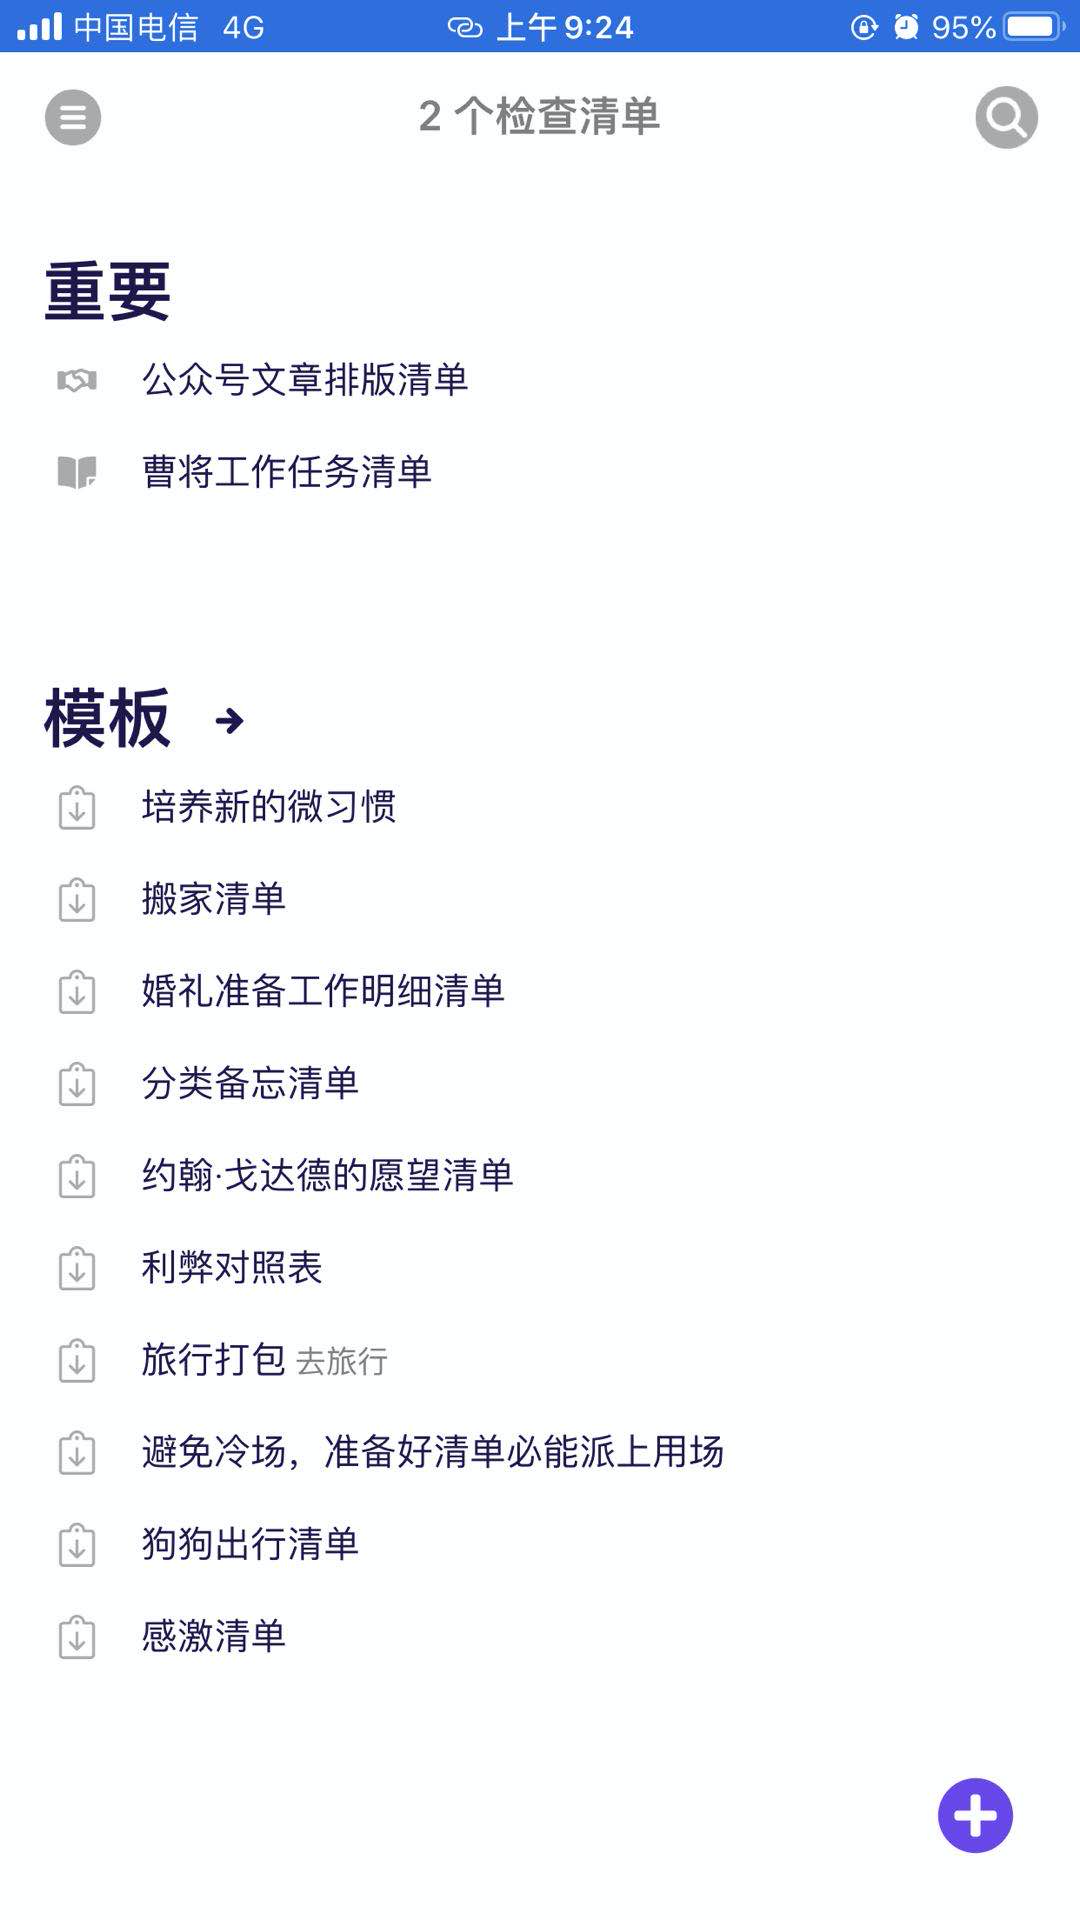 中国电信 4G 上午 9:24 95%
2 个检查清单
重要
公众号文章排版清单
曹将工作任务清单
模板
培养新的微习惯
搬家清单
婚礼准备工作明细清单
分类备忘清单
约翰·戈达德的愿望清单
利弊对照表
旅行打包 去旅行
避免冷场，准备好清单必能派上用场
狗狗出行清单
感激清单